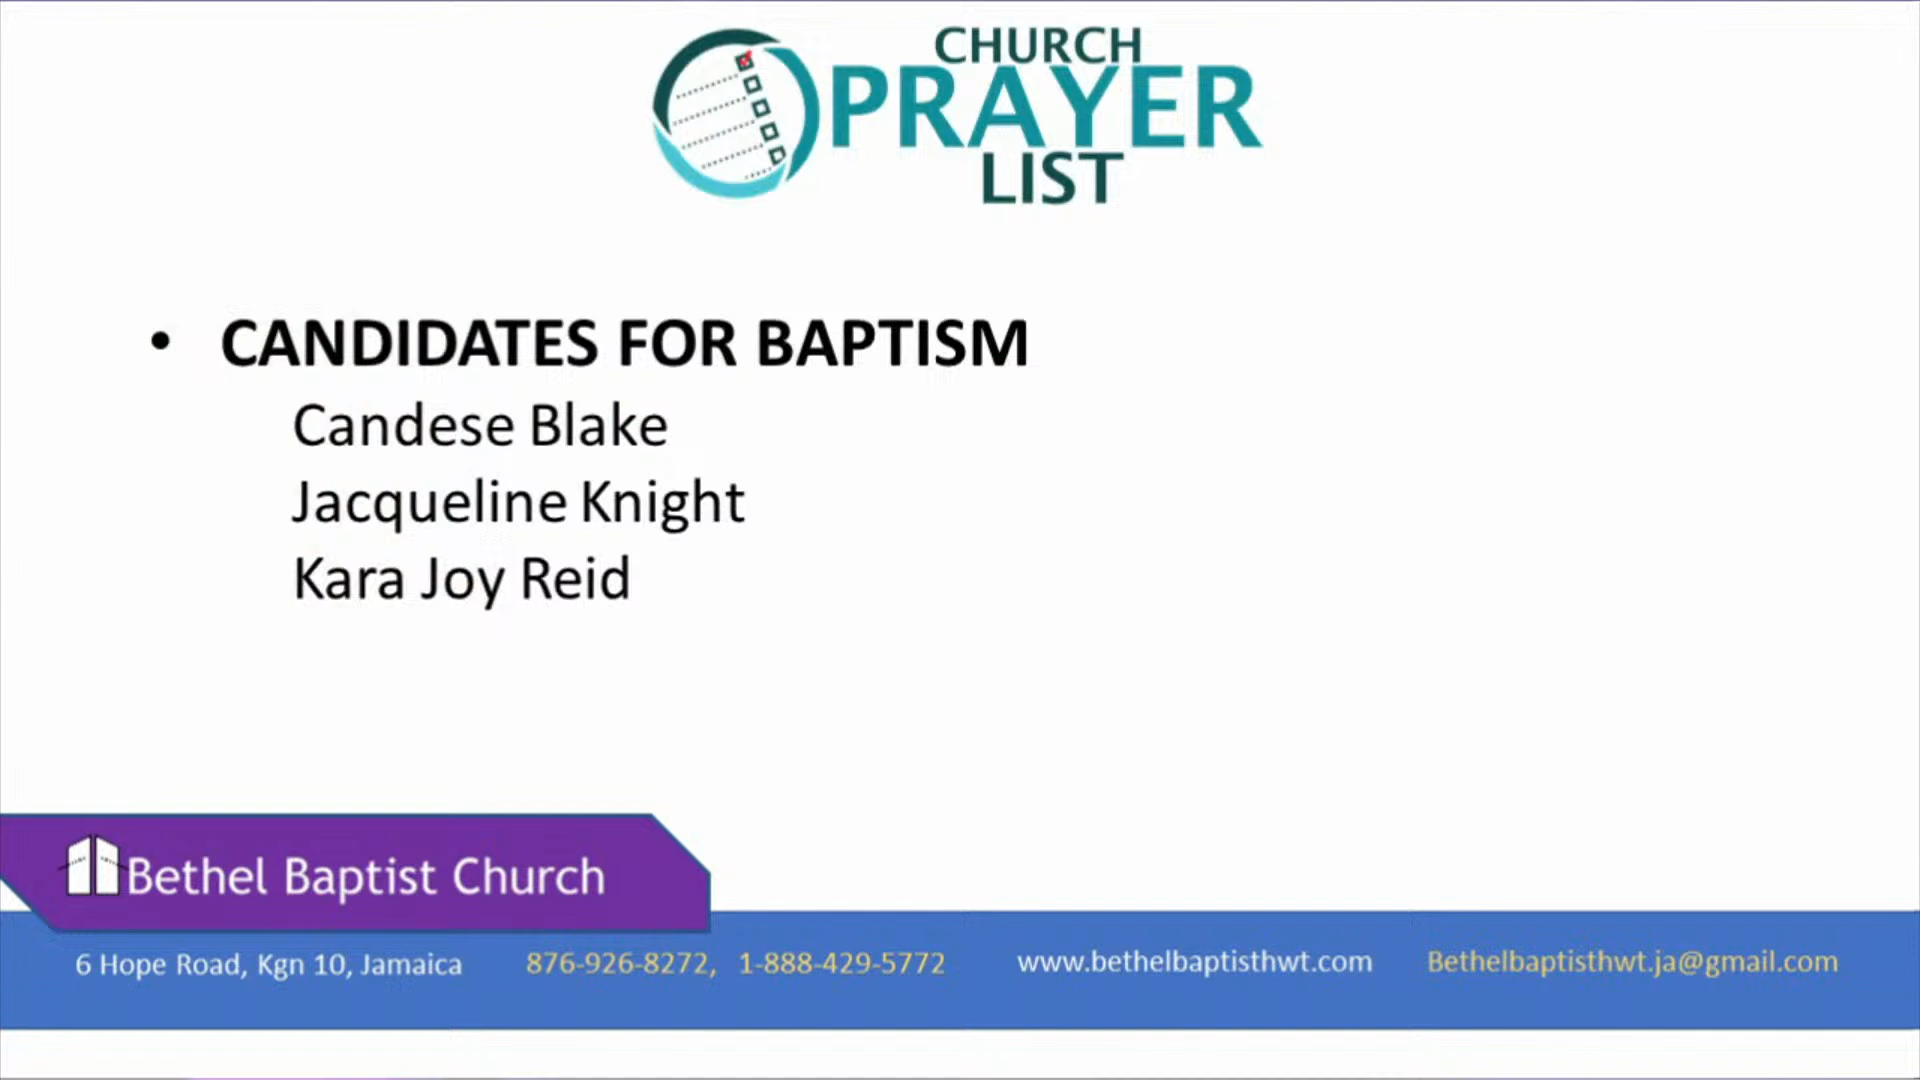 CHURCH
PRAYER
LIST
• CANDIDATES FOR BAPTISM
Candese Blake
Jacqueline Knight
Kara Joy Reid
Bethel Baptist Church
6 Hope Road, Kgn 10, Jamaica 876-926-8272, 1-888-429-5772 www.bethelbaptisthwt.com Bethelbaptisthwt.ja@gmail.com